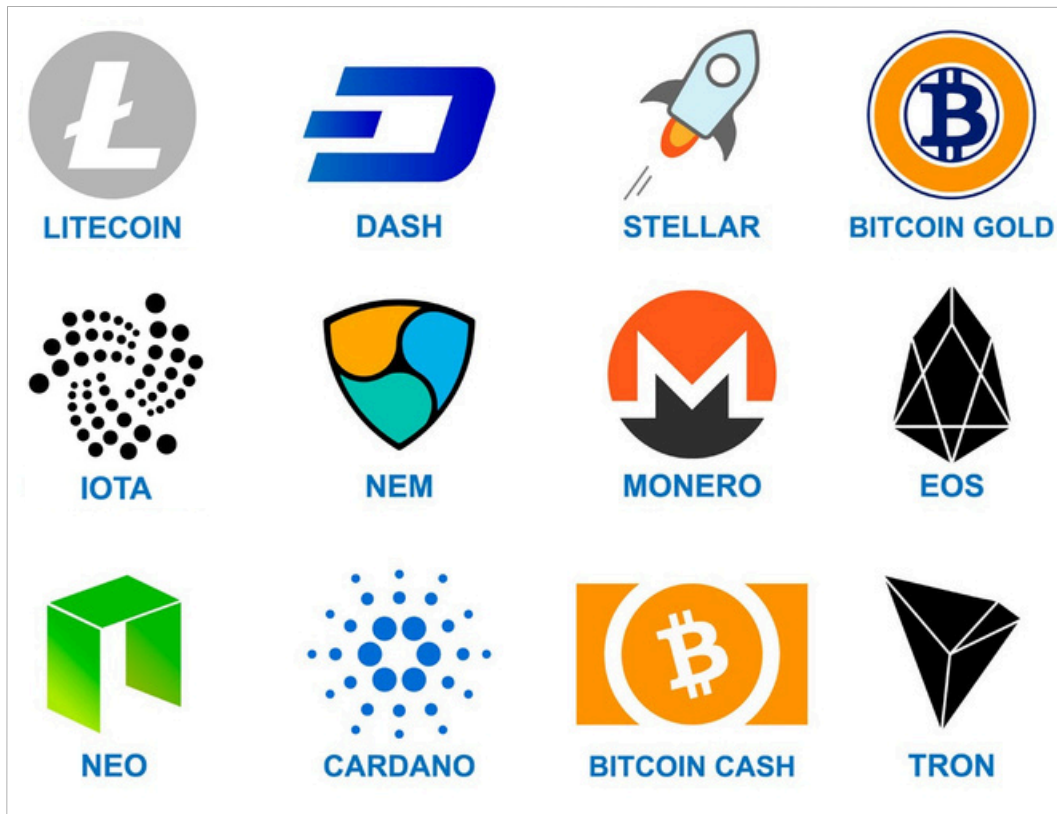 LITECOIN
DASH
STELLAR
BITCOIN GOLD
IOTA
NEM
MONERO
EOS
NEO
CARDANO
BITCOIN CASH
TRON